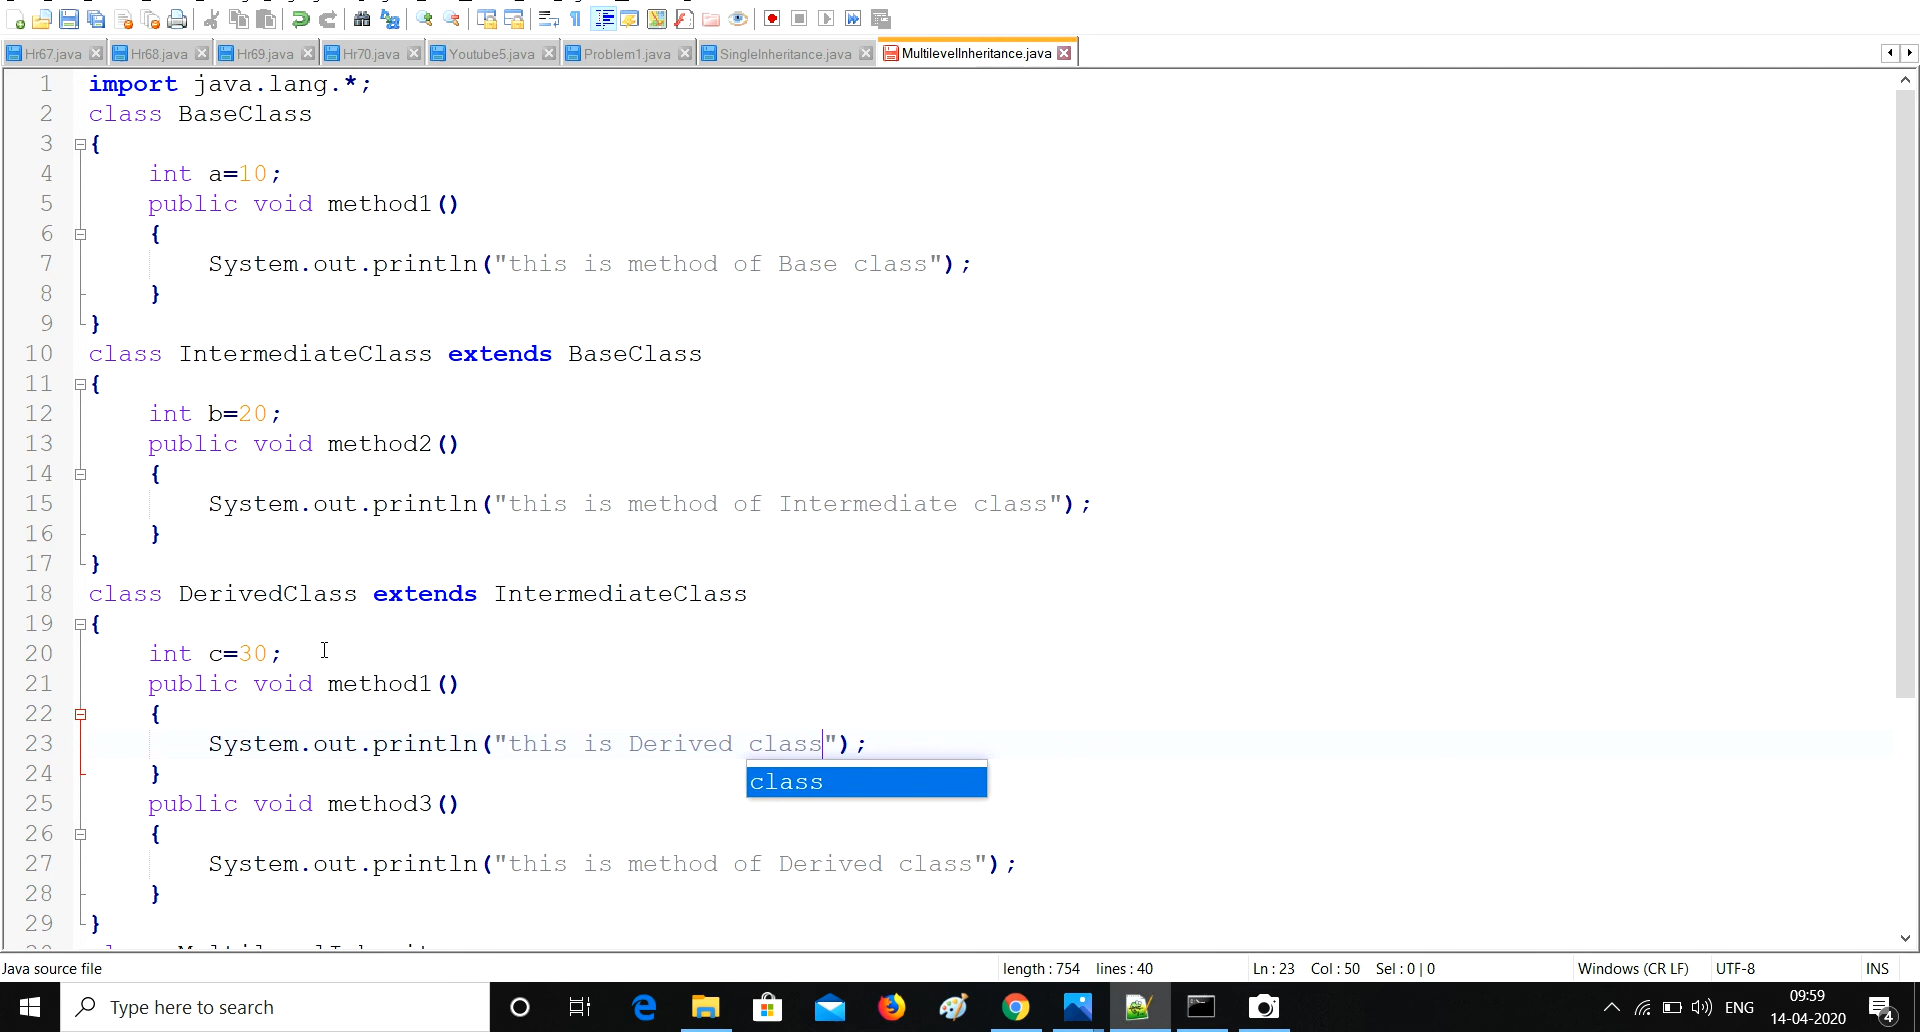 Hr67.java Hr68.java Hr69.java Hr70.java Youtube5.java Problem1.java SingleInheritance.java MultilevelInheritance.java
1 import java.lang.*;
2 class BaseClass
3 {
4 int a=10;
5 public void method1()
6 {
7 System.out.println("this is method of Base class");
8 }
9 }
10 class IntermediateClass extends BaseClass
11 {
12 int b=20;
13 public void method2()
14 {
15 System.out.println("this is method of Intermediate class");
16 }
17 }
18 class DerivedClass extends IntermediateClass
19 {
20 int c=30;
21 public void method1()
22 {
23 System.out.println("this is Derived class");
24 }
class
25 public void method3()
26 {
27 System.out.println("this is method of Derived class");
28 }
29 }
Java source file length : 754 lines : 40 Ln : 23 Col : 50 Sel : 0 | 0 Windows (CR LF) UTF-8 INS
Type here to search ENG 09:59
14-04-2020 4